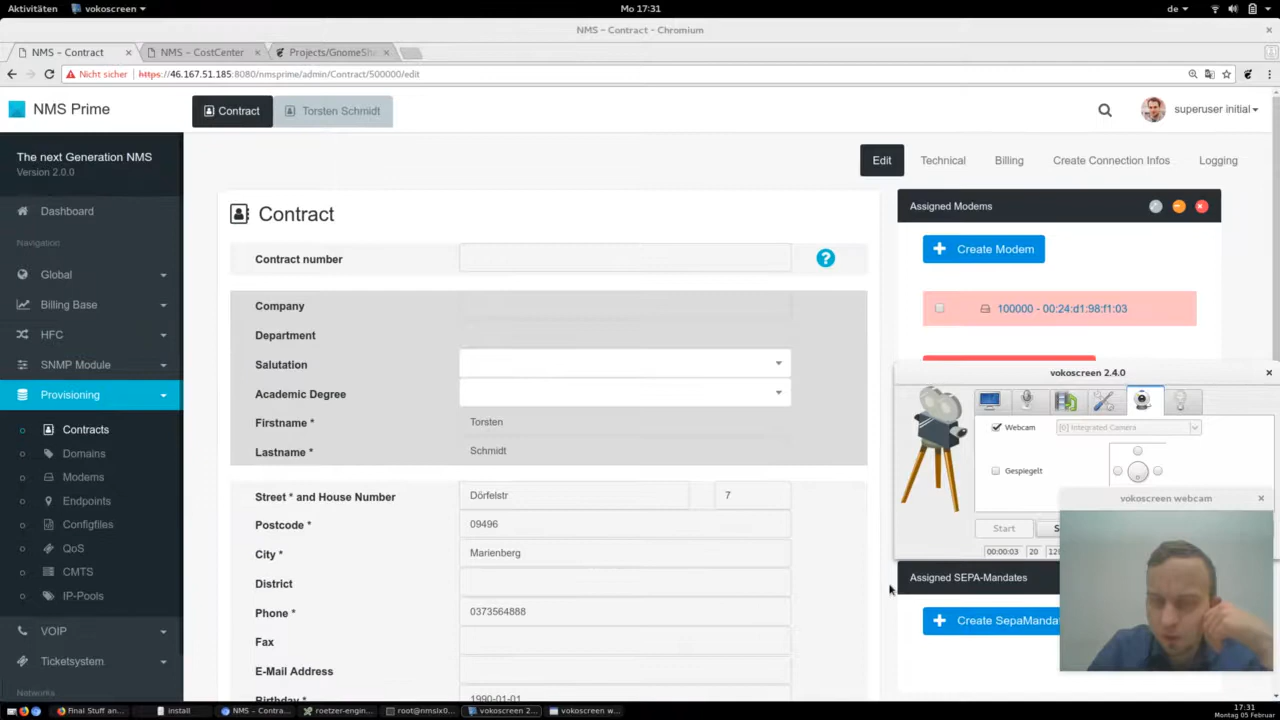 Aktivitäten
vokoscreen
Mo 17:31
de
NMS – Contract – Chromium
NMS – Contract
NMS – CostCenter
Projects/GnomeSh
Nicht sicher
https://46.167.51.185:8080/nmsprime/admin/Contract/500000/edit
NMS Prime
Contract
Torsten Schmidt
superuser initial
The next Generation NMS
Version 2.0.0
Edit
Technical
Billing
Create Connection Infos
Logging
Dashboard
Navigation
Global
Billing Base
HFC
SNMP Module
Provisioning
Contracts
Domains
Modems
Endpoints
Configfiles
QoS
CMTS
IP-Pools
VOIP
Ticketsystem
Networks
Contract
Contract number
?
Company
Department
Salutation
Academic Degree
Firstname *
Torsten
Lastname *
Schmidt
Street * and House Number
Dörfelstr
7
Postcode *
09496
City *
Marienberg
District
Phone *
0373564888
Fax
E-Mail Address
Birthday *
1990-01-01
Assigned Modems
Create Modem
100000 - 00:24:d1:98:f1:03
vokoscreen 2.4.0
Webcam
[0] Integrated Camera
Gespiegelt
Start
S
00:00:03
20
vokoscreen webcam
Assigned SEPA-Mandates
Create SepaManda
Final Stuff an...
install
NMS – Contra...
roetzer-engin...
root@nmslx0...
vokoscreen 2...
vokoscreen w...
17:31
Montag 05 Februar